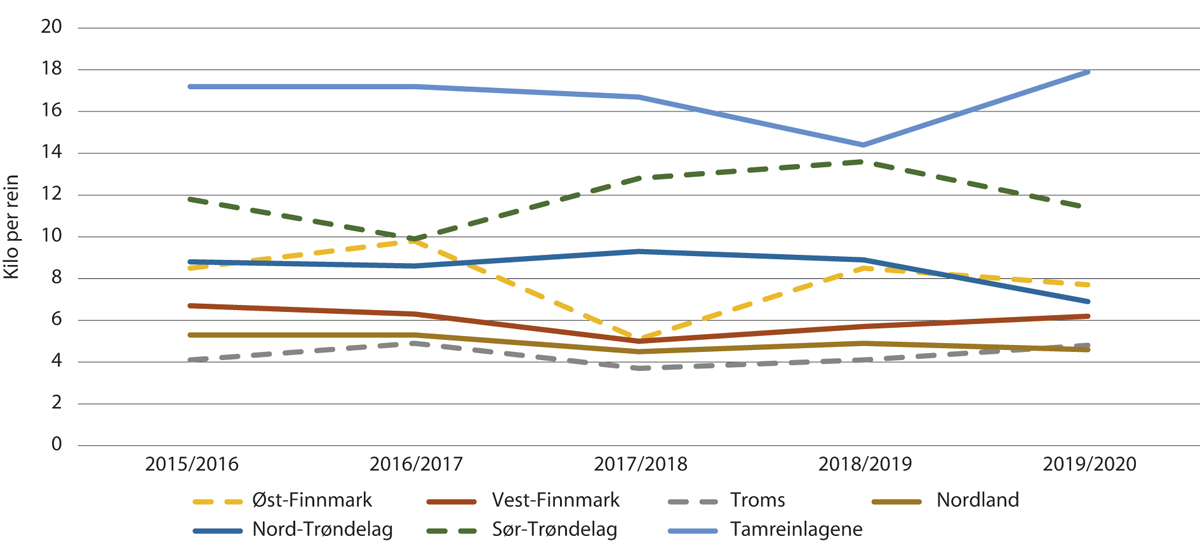 20
18
16
14
12
10
8
6
4
2
0
Kilo per rein
2015/2016 2016/2017 2017/2018 2018/2019 2019/2020
Øst-Finnmark Vest-Finnmark Troms Nordland
Nord-Trøndelag Sør-Trøndelag Tamreinlagene